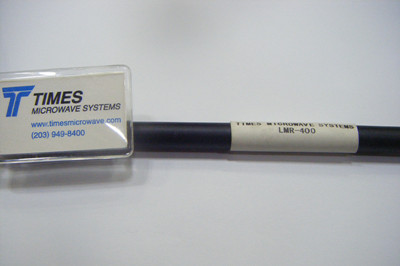 TIMES
MICROWAVE SYSTEMS
www.timesmicrowave.com
(203) 949-8400
TIMES MICROWAVE SYSTEMS
LMR-400